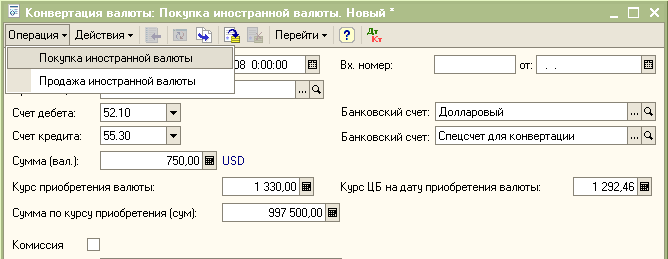 Конвертация валюты: Покупка иностранной валюты. Новый *
Операция Действия Перейти ? Дт Кт
Покупка иностранной валюты
Продажа иностранной валюты
08 0:00:00 Вх. номер: от: . .
... 
Счет дебета: 52.10 Банковский счет: Долларовый ...
Счет кредита: 55.30 Банковский счет: Спецсчет для конвертации ...
Сумма (вал.): 750,00 USD
Курс приобретения валюты: 1 330,00 Курс ЦБ на дату приобретения валюты: 1 292,46
Сумма по курсу приобретения (сум): 997 500,00
Комиссия